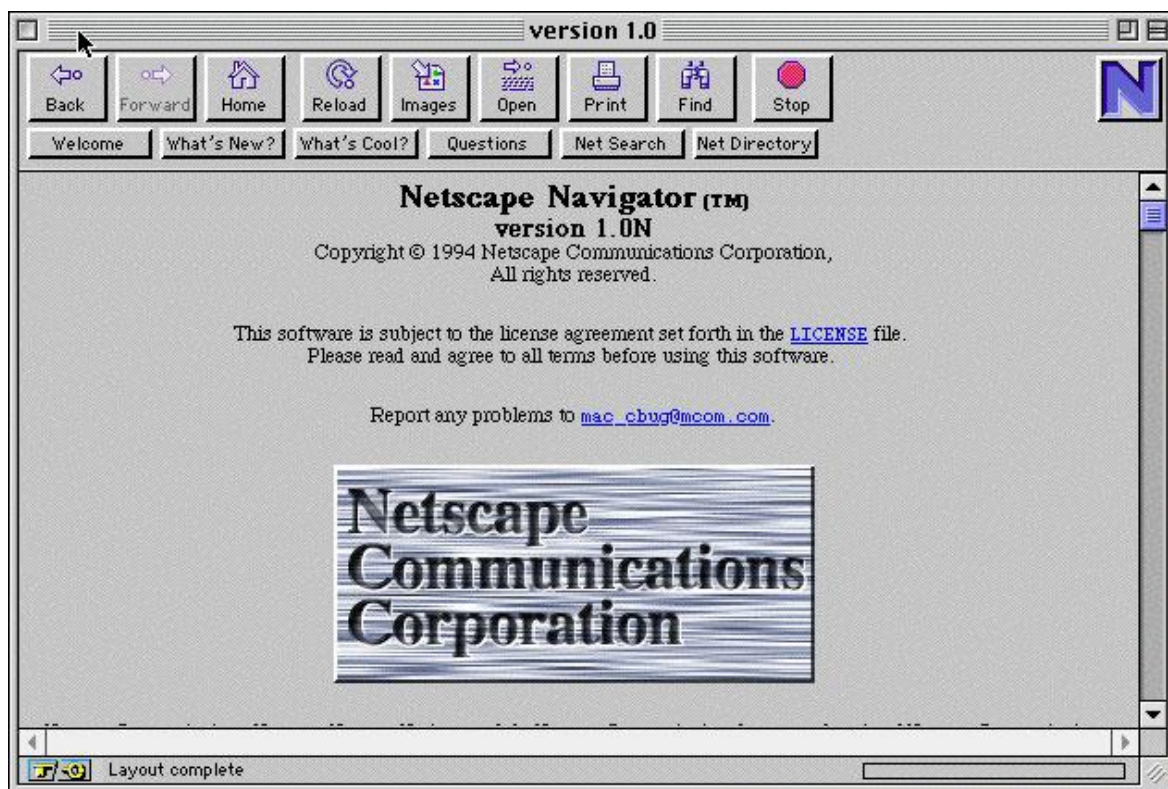 version 1.0
Back Forward Home Reload Images Open Print Find Stop
N
Welcome What's New? What's Cool? Questions Net Search Net Directory
Netscape Navigator (TM)
version 1.0N
Copyright © 1994 Netscape Communications Corporation,
All rights reserved.
This software is subject to the license agreement set forth in the LICENSE file.
Please read and agree to all terms before using this software.
Report any problems to mac_cbug@mcom.com.
Netscape
Communications
Corporation
Layout complete